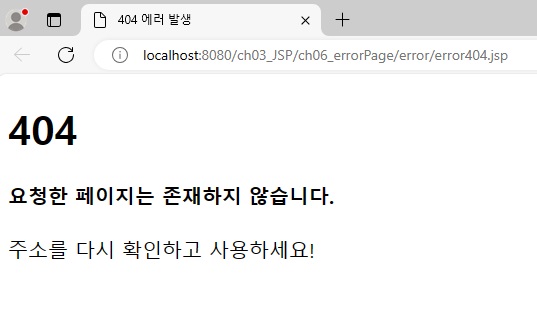 404 에러 발생
localhost:8080/ch03_JSP/ch06_errorPage/error/error404.jsp
404
요청한 페이지는 존재하지 않습니다.
주소를 다시 확인하고 사용하세요!